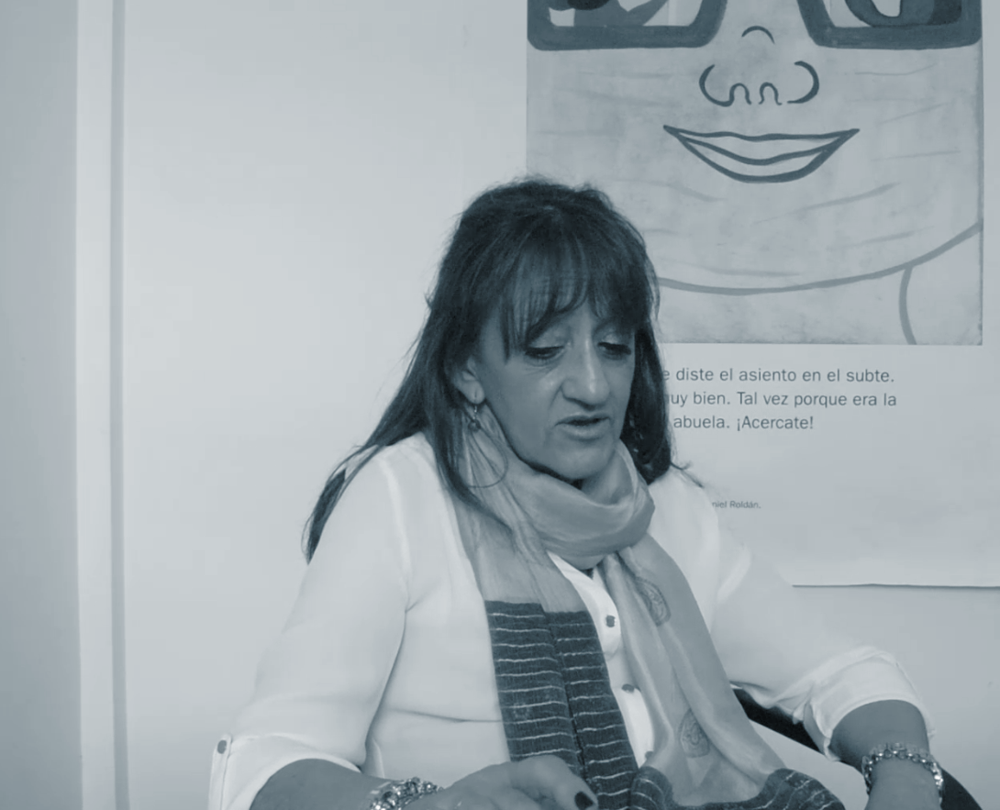 diste el asiento en el subte.
uy bien. Tal vez porque era la
abuela. ¡Acercate!
niel Roldán.